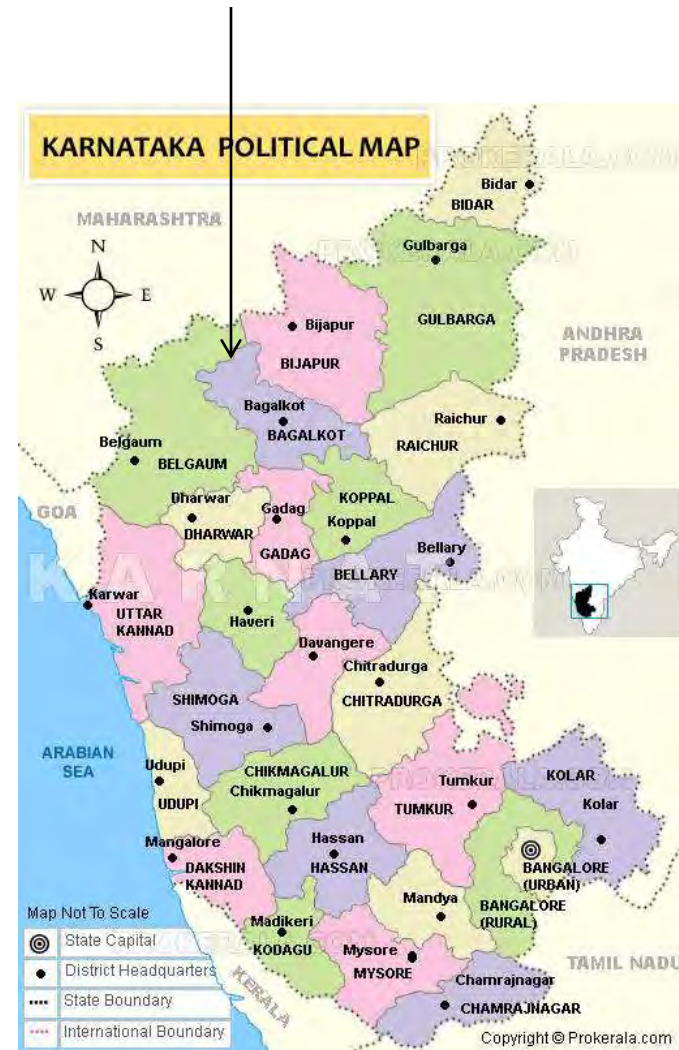 KARNATAKA POLITICAL MAP
PROKERALA.COM
Bidar
BIDAR
MAHARASHTRA
N
W E
S
Gulbarga
GULBARGA
Bijapur
BIJAPUR
ANDHRA
PRADESH
Bagalkot
BAGALKOT
Raichur
RAICHUR
Belgaum
BELGAUM
Dharwar
DHARWAR
Gadag
GADAG
KOPPAL
Koppal
GOA
Bellary
BELLARY
Karwar
UTTAR
KANNAD
Haveri
Davangere
Chitradurga
CHITRADURGA
SHIMOGA
Shimoga
ARABIAN
SEA
Udupi
UDUPI
CHIKMAGALUR
Chikmagalur
Tumkur
TUMKUR
KOLAR
Kolar
Mangalore
DAKSHIN
KANNAD
Hassan
HASSAN
BANGALORE
(URBAN)
BANGALORE
(RURAL)
Mandya
Madikeri
KODAGU
Mysore
MYSORE
Chamrajnagar
CHAMRAJNAGAR
KERALA
TAMIL NADU
Map Not To Scale
State Capital
District Headquarters
State Boundary
International Boundary
Copyright © Prokerala.com